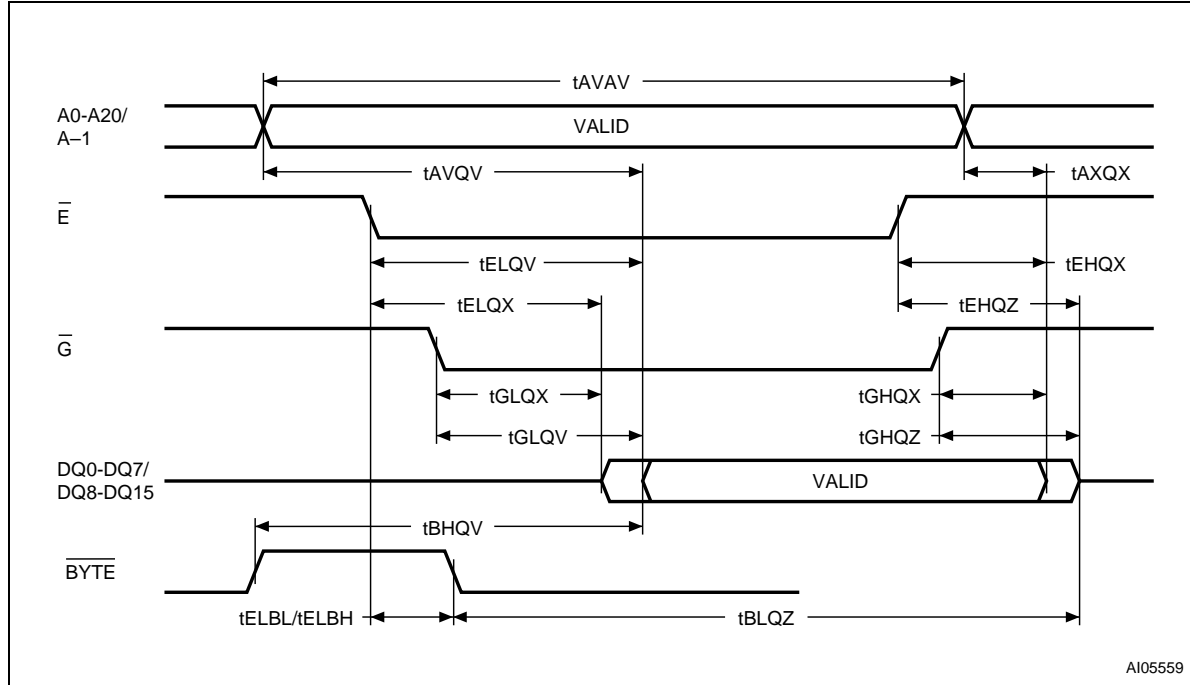 tAVAV
A0-A20/
A–1
VALID
tAVQV
tAXQX
E
tELQV
tEHQX
tELQX
tEHQZ
G
tGLQX
tGHQX
tGLQV
tGHQZ
DQ0-DQ7/
DQ8-DQ15
VALID
tBHQV
BYTE
tELBL/tELBH
tBLQZ
AI05559